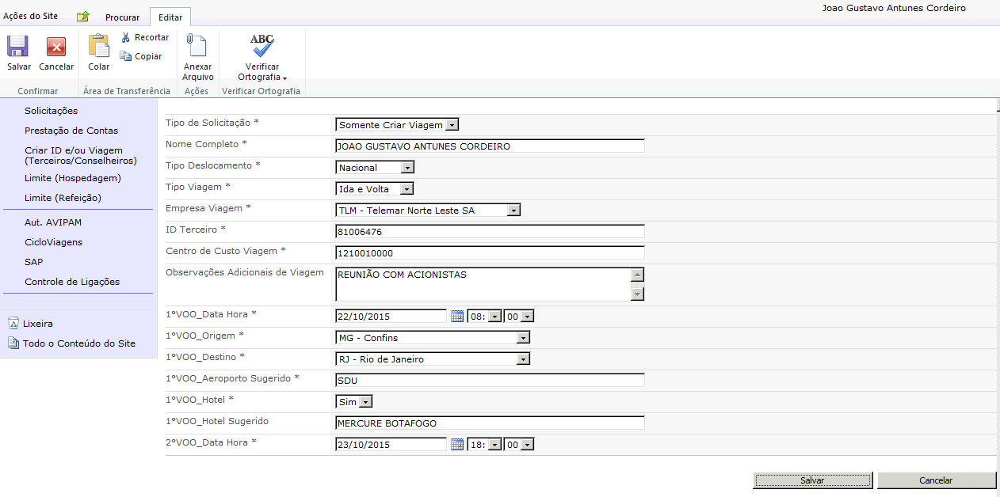 Joao Gustavo Antunes Cordeiro
Ações do Site
Procurar
Editar
Salvar
Cancelar
Colar
Recortar
Copiar
Anexar
Arquivo
ABC
Verificar
Ortografia
Confirmar
Área de Transferência
Ações
Verificar Ortografia
Solicitações
Prestação de Contas
Criar ID e/ou Viagem
(Terceiros/Conselheiros)
Limite (Hospedagem)
Limite (Refeição)
Aut. AVIPAM
CicloViagens
SAP
Controle de Ligações
Lixeira
Todo o Conteúdo do Site
Tipo de Solicitação * Somente Criar Viagem
Nome Completo * JOAO GUSTAVO ANTUNES CORDEIRO
Tipo Deslocamento * Nacional
Tipo Viagem * Ida e Volta
Empresa Viagem * TLM - Telemar Norte Leste SA
ID Terceiro * 81006476
Centro de Custo Viagem * 1210010000
Observações Adicionais de Viagem REUNIÃO COM ACIONISTAS
1ºVOO_Data Hora * 22/10/2015 08: 00
1ºVOO_Origem * MG - Confins
1ºVOO_Destino * RJ - Rio de Janeiro
1ºVOO_Aeroporto Sugerido * SDU
1ºVOO_Hotel * Sim
1ºVOO_Hotel Sugerido MERCURE BOTAFOGO
2ºVOO_Data Hora * 23/10/2015 18: 00
Salvar Cancelar